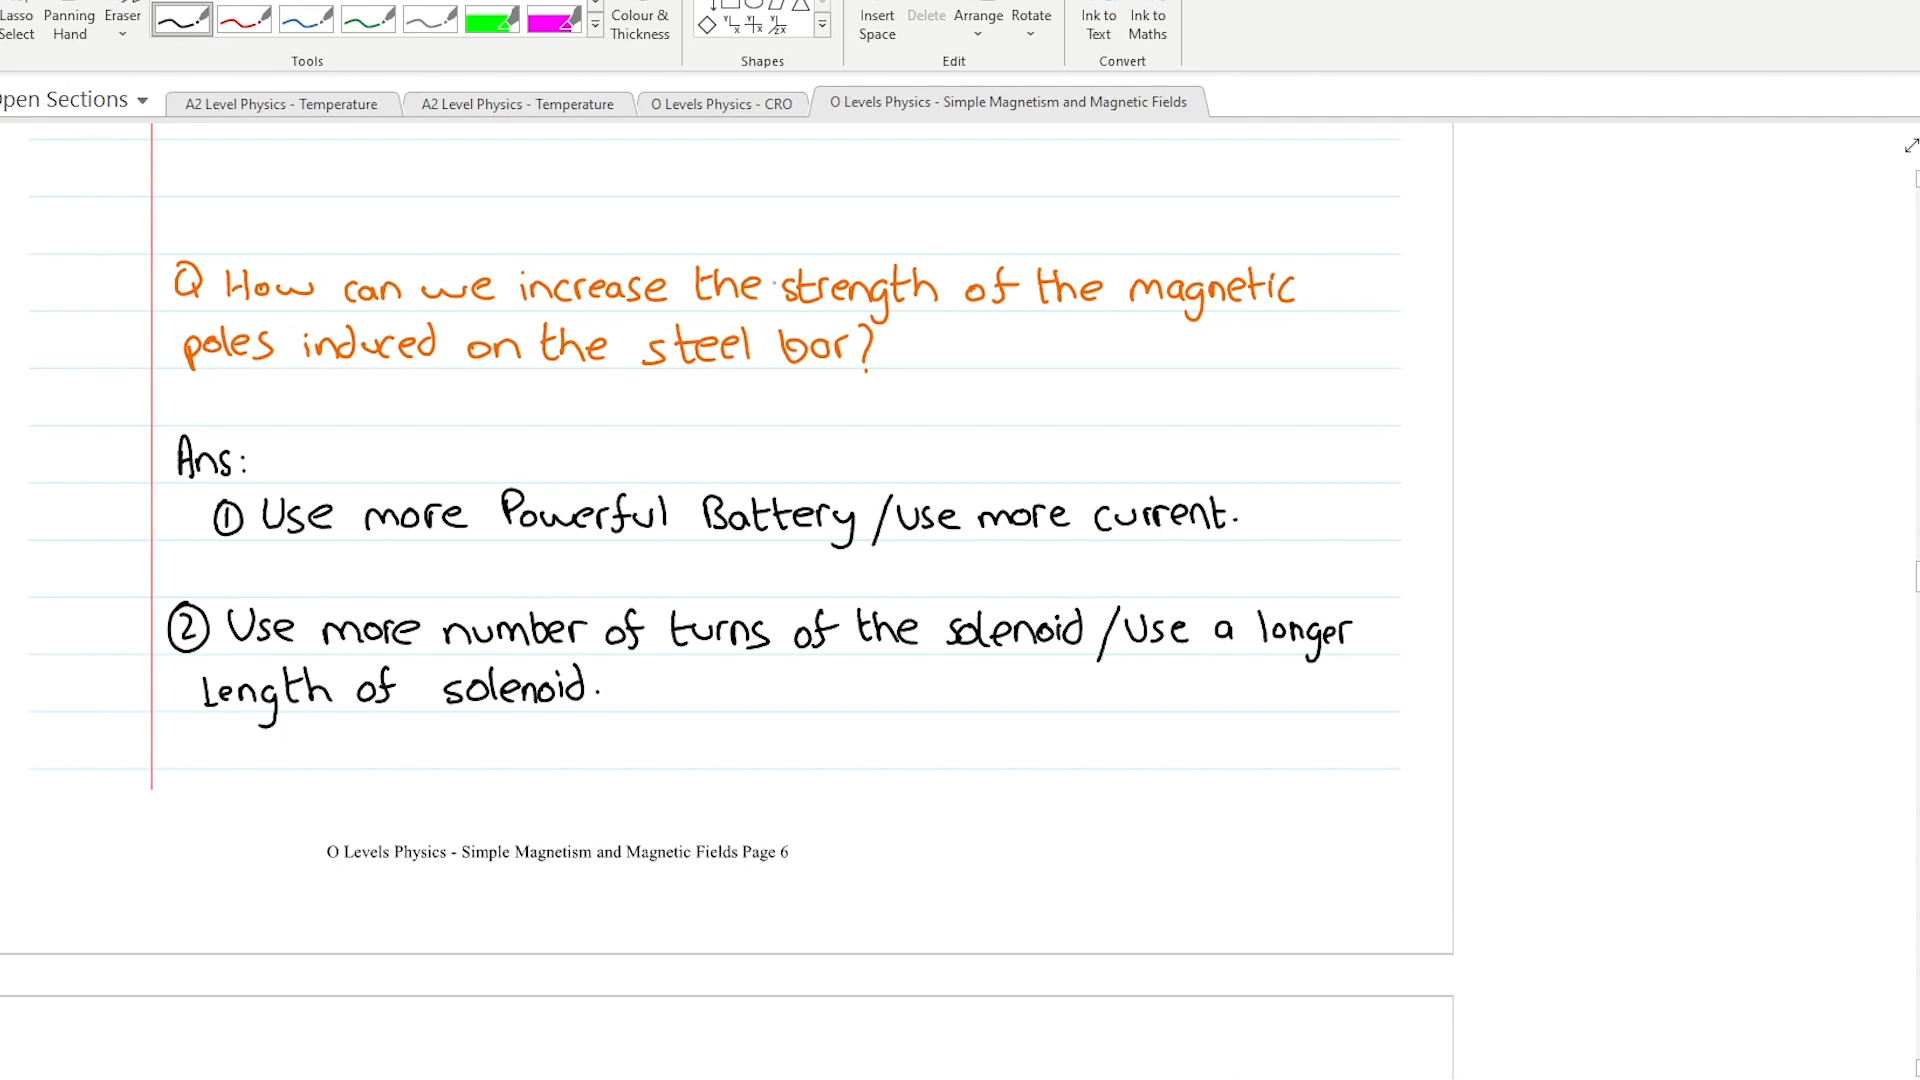 Lasso Panning Eraser
Select Hand
Colour &
Thickness
Insert Delete Arrange Rotate
Space
Ink to Ink to
Text Maths
Tools
Shapes
Edit
Convert
pen Sections
A2 Level Physics - Temperature
A2 Level Physics - Temperature
O Levels Physics - CRO
O Levels Physics - Simple Magnetism and Magnetic Fields
Q How can we increase the strength of the magnetic
poles induced on the steel bar?
Ans:
① Use more Powerful Battery /use more current.
② Use more number of turns of the solenoid /Use a longer
Length of solenoid.
O Levels Physics - Simple Magnetism and Magnetic Fields Page 6